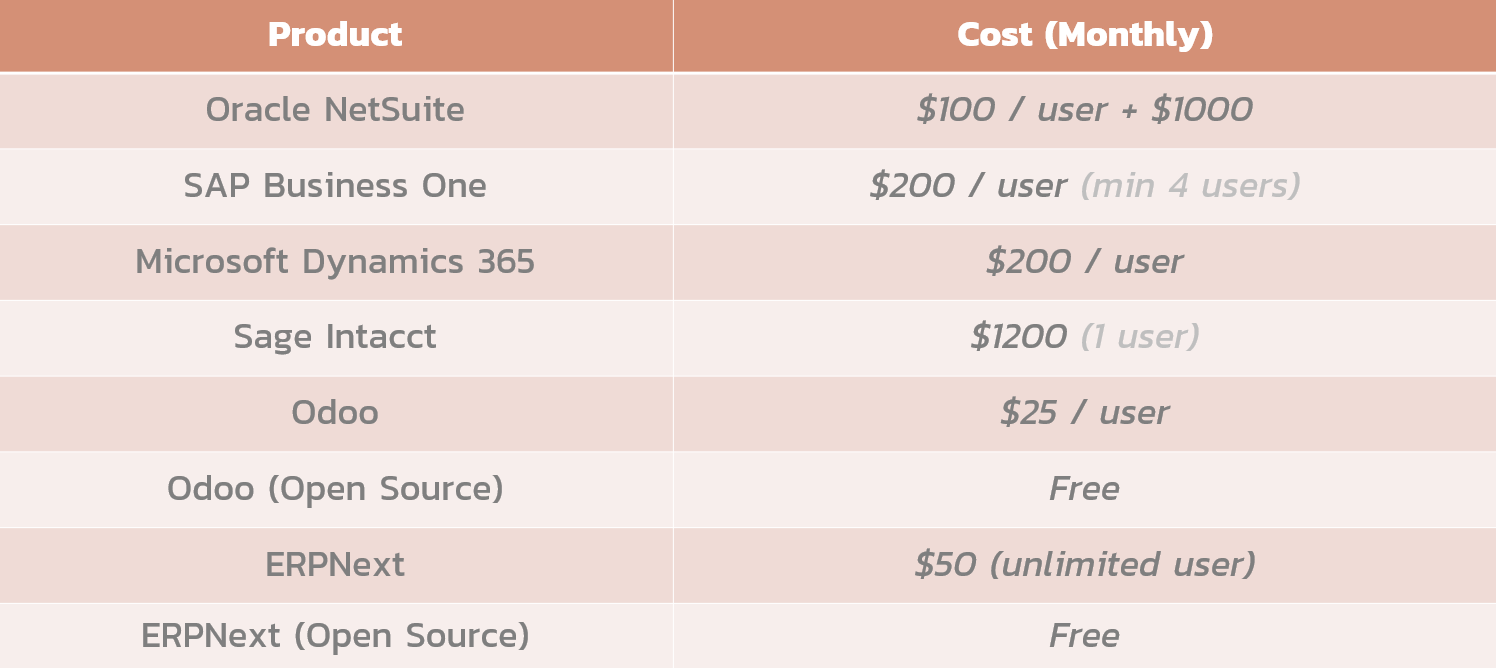 Product Cost (Monthly)
Oracle NetSuite $100 / user + $1000
SAP Business One $200 / user (min 4 users)
Microsoft Dynamics 365 $200 / user
Sage Intacct $1200 (1 user)
Odoo $25 / user
Odoo (Open Source) Free
ERPNext $50 (unlimited user)
ERPNext (Open Source) Free